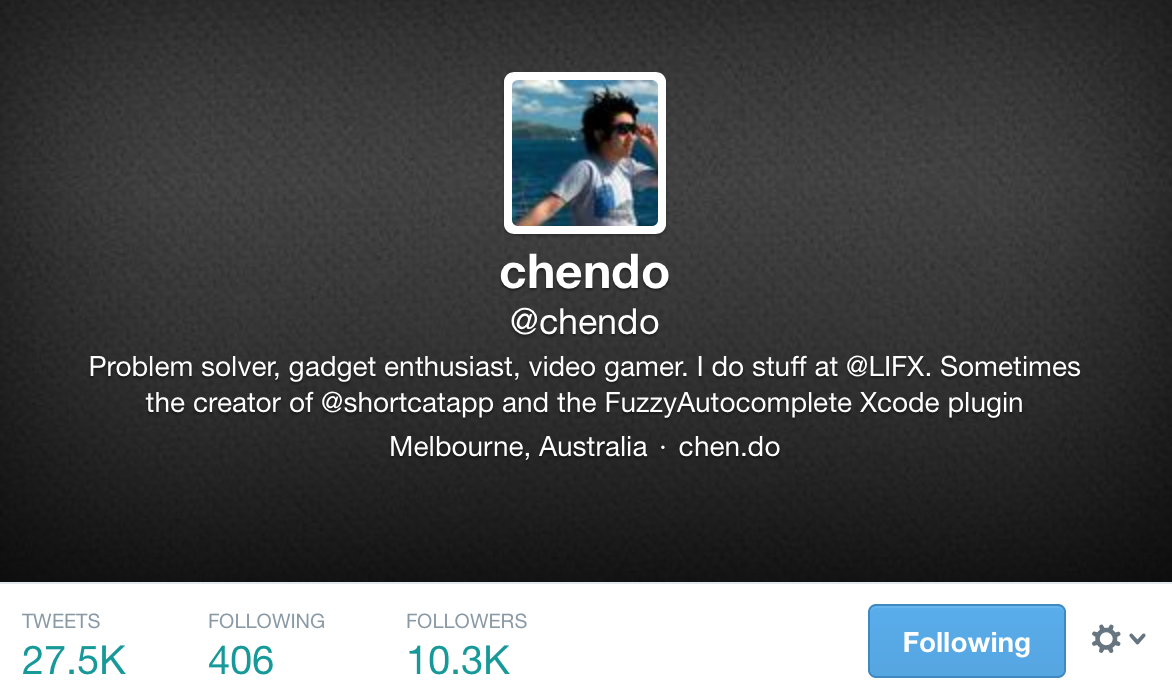 chendo
@chendo
Problem solver, gadget enthusiast, video gamer. I do stuff at @LIFX. Sometimes
the creator of @shortcatapp and the FuzzyAutocomplete Xcode plugin
Melbourne, Australia · chen.do
TWEETS FOLLOWING FOLLOWERS
27.5K 406 10.3K
Following